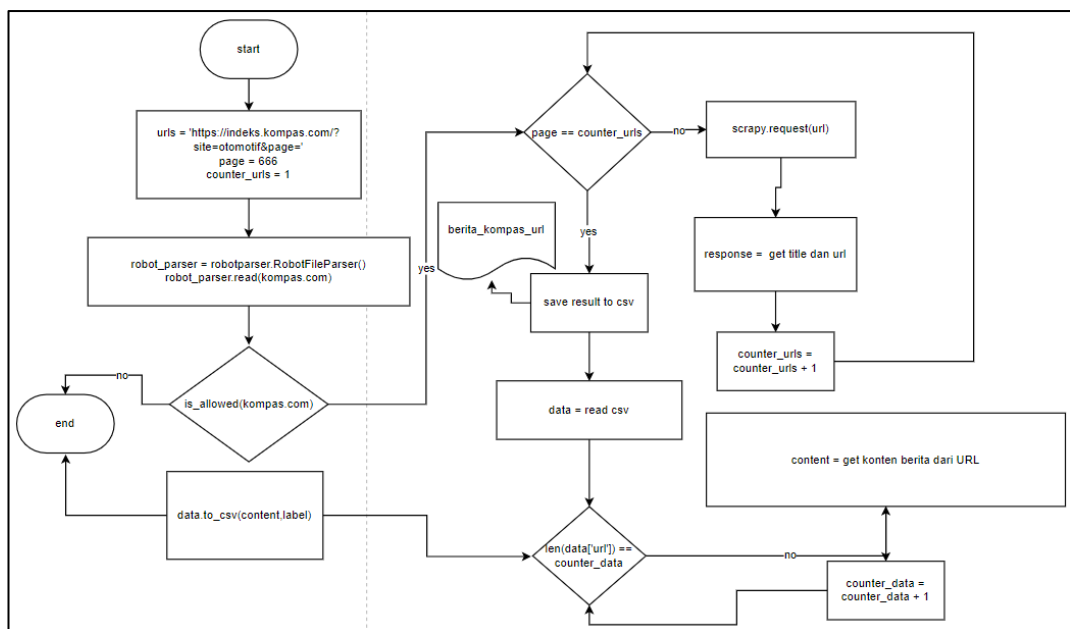 start
urls = 'https://indeks.kompas.com/?
site=otomotif&page='
page = 666
counter_urls = 1
robot_parser = robotparser.RobotFileParser()
robot_parser.read(kompas.com)
is_allowed(kompas.com)
no
end
yes
page == counter_urls
no
scrapy.request(url)
response = get title dan url
counter_urls =
counter_urls + 1
yes
berita_kompas_url
save result to csv
data = read csv
len(data['url']) ==
counter_data
no
content = get konten berita dari URL
counter_data =
counter_data + 1
data.to_csv(content,label)